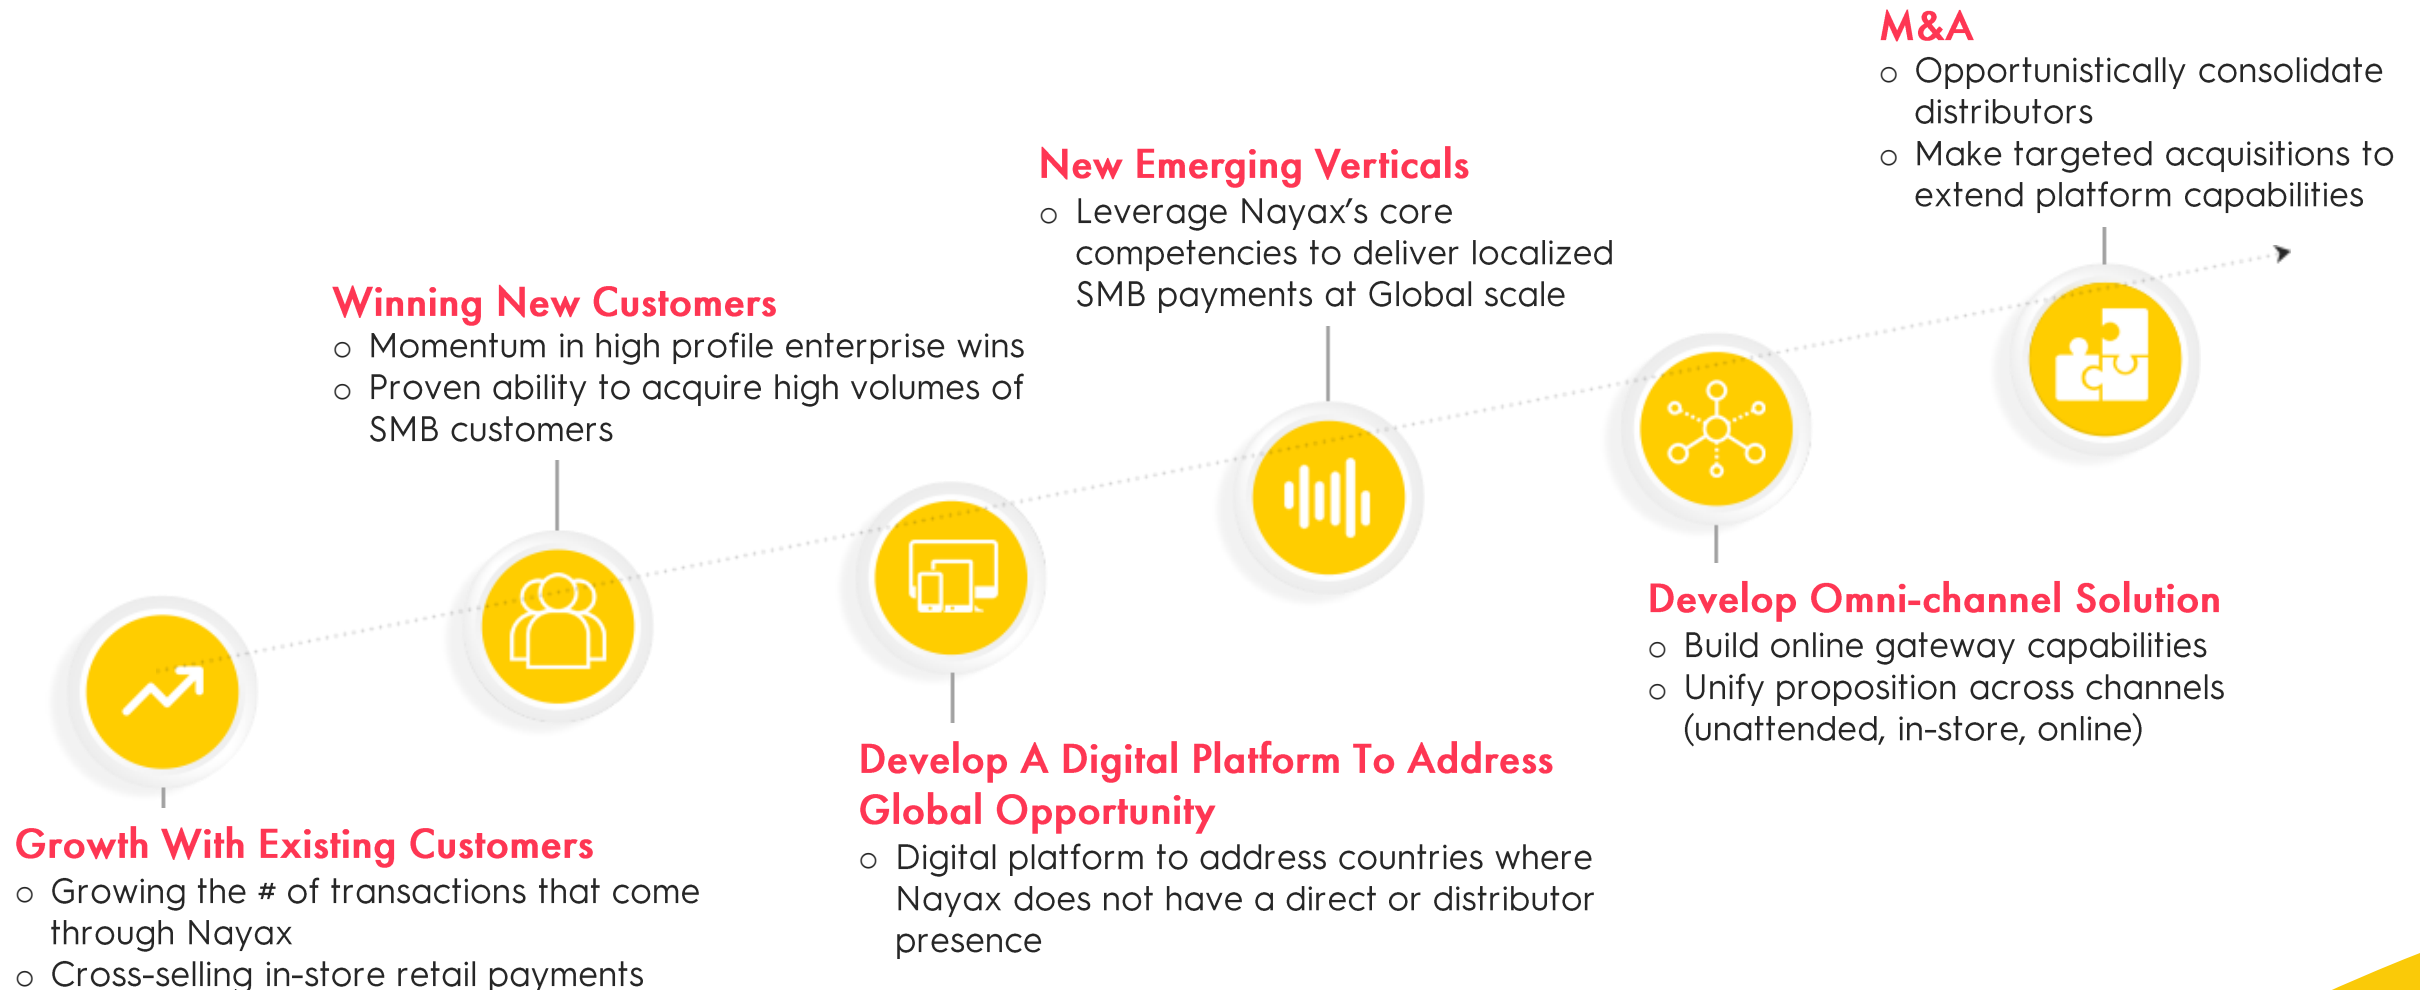 M&A
○ Opportunistically consolidate
distributors
○ Make targeted acquisitions to
extend platform capabilities
New Emerging Verticals
○ Leverage Nayax’s core
competencies to deliver localized
SMB payments at Global scale
Winning New Customers
○ Momentum in high profile enterprise wins
○ Proven ability to acquire high volumes of
SMB customers
Develop Omni-channel Solution
○ Build online gateway capabilities
○ Unify proposition across channels
(unattended, in-store, online)
Develop A Digital Platform To Address
Global Opportunity
○ Digital platform to address countries where
Nayax does not have a direct or distributor
presence
Growth With Existing Customers
○ Growing the # of transactions that come
through Nayax
○ Cross-selling in-store retail payments